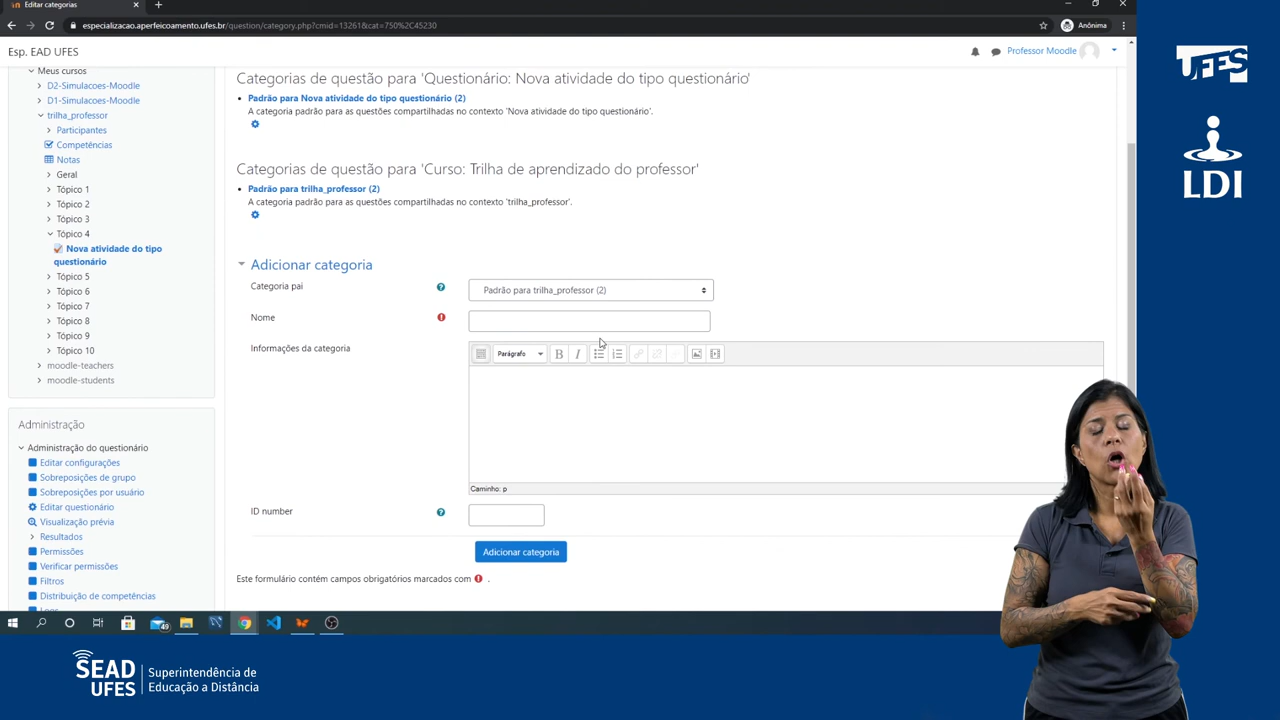 Editar categorias
especializacao.aperfeicoamento.ufes.br/question/category.php?cmid=13261&cat=750%2C45230
Anônima
Esp. EAD UFES
Professor Moodle
Meus cursos
D2-Simulacoes-Moodle
D1-Simulacoes-Moodle
trilha_professor
Participantes
Competências
Notas
Geral
Tópico 1
Tópico 2
Tópico 3
Tópico 4
Nova atividade do tipo
questionário
Tópico 5
Tópico 6
Tópico 7
Tópico 8
Tópico 9
Tópico 10
moodle-teachers
moodle-students
Administração
Administração do questionário
Editar configurações
Sobreposições de grupo
Sobreposições por usuário
Editar questionário
Visualização prévia
Resultados
Permissões
Verificar permissões
Filtros
Distribuição de competências
Logs
Categorias de questão para 'Questionário: Nova atividade do tipo questionário'
Padrão para Nova atividade do tipo questionário (2)
A categoria padrão para as questões compartilhadas no contexto 'Nova atividade do tipo questionário'.
Categorias de questão para 'Curso: Trilha de aprendizado do professor'
Padrão para trilha_professor (2)
A categoria padrão para as questões compartilhadas no contexto 'trilha_professor'.
Adicionar categoria
Categoria pai
Padrão para trilha_professor (2)
Nome
Informações da categoria
Parágrafo
B I
Caminho: p
ID number
Adicionar categoria
Este formulário contém campos obrigatórios marcados com .
49
UFES
LDI
SEAD
UFES
Superintendência de
Educação a Distância